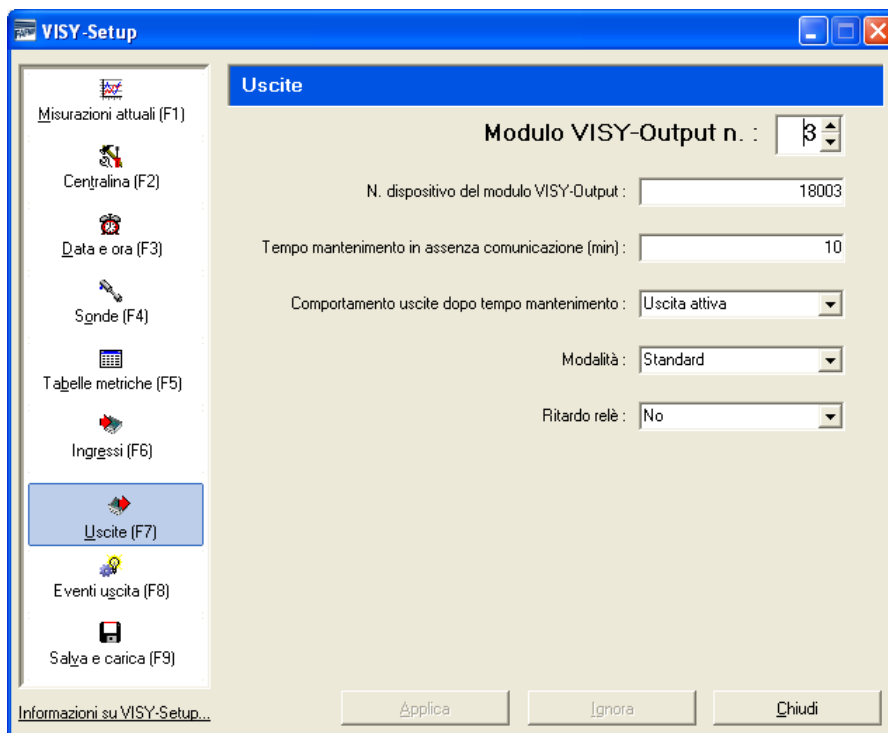 VISY-Setup
Misurazioni attuali (F1)
Centralina (F2)
Data e ora (F3)
Sonde (F4)
Tabelle metriche (F5)
Ingressi (F6)
Uscite (F7)
Eventi uscita (F8)
Salva e carica (F9)
Informazioni su VISY-Setup...
Uscite
Modulo VISY-Output n. : 3
N. dispositivo del modulo VISY-Output : 18003
Tempo mantenimento in assenza comunicazione (min) : 10
Comportamento uscite dopo tempo mantenimento : Uscita attiva
Modalità : Standard
Ritardo relè : No
Applica Ignora Chiudi